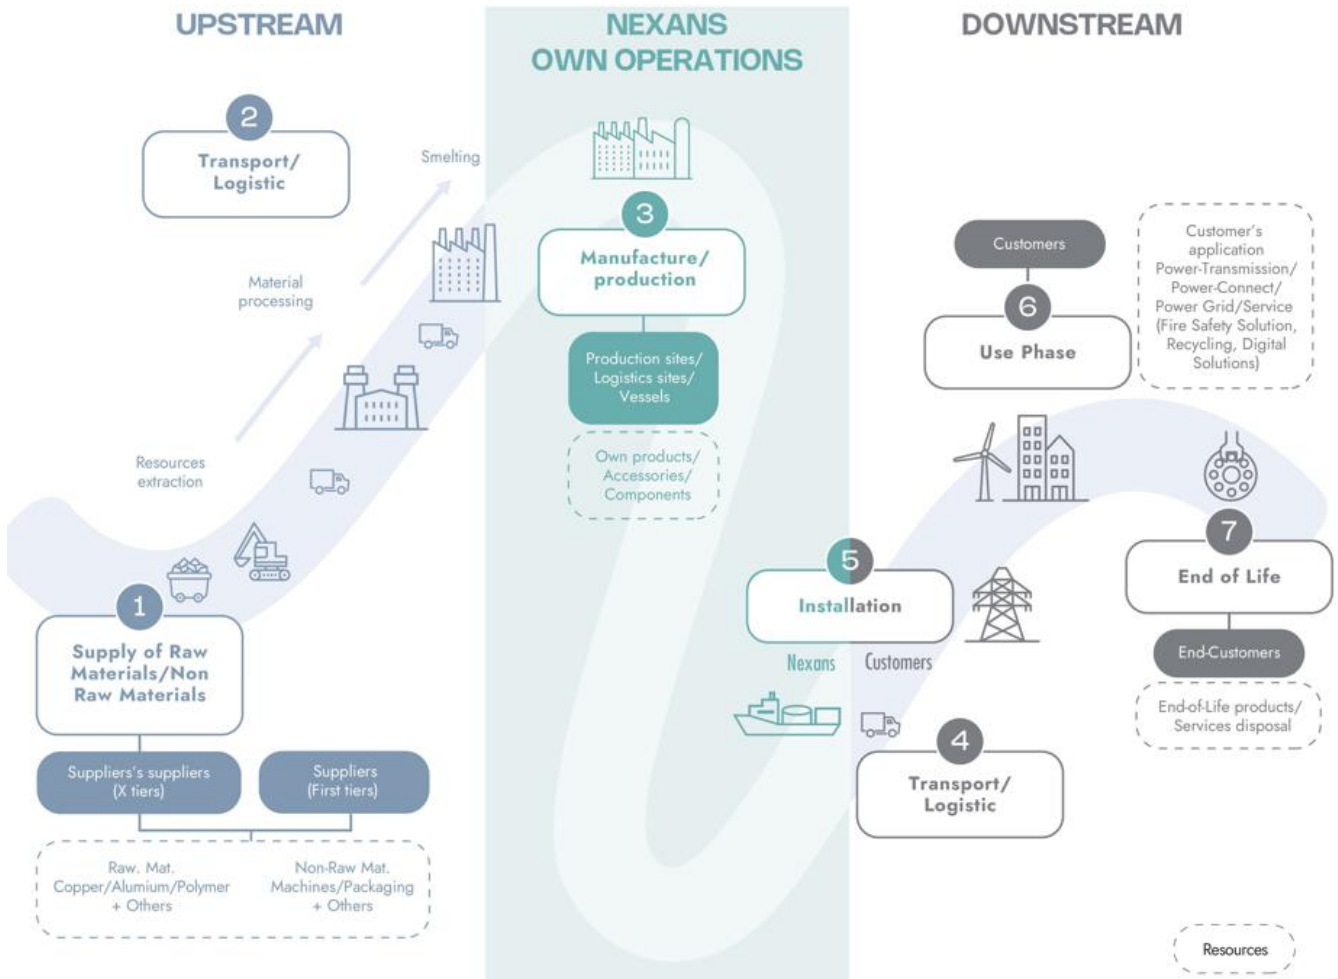 UPSTREAM
2
Transport/
Logistic
Smelting
Material
processing
Resources
extraction
1
Supply of Raw
Materials/Non
Raw Materials
Suppliers's suppliers
(X tiers)
Suppliers
(First tiers)
Raw. Mat.
Copper/Alumium/Polymer
+ Others
Non-Raw Mat.
Machines/Packaging
+ Others
NEXANS
OWN OPERATIONS
3
Manufacture/
production
Production sites/
Logistics sites/
Vessels
Own products/
Accessories/
Components
5
Installation
Nexans
Customers
DOWNSTREAM
4
Transport/
Logistic
Customers
6
Use Phase
Customer's
application
Power-Transmission/
Power-Connect/
Power Grid/Service
(Fire Safety Solution,
Recycling, Digital
Solutions)
7
End of Life
End-Customers
End-of-Life products/
Services disposal
Resources